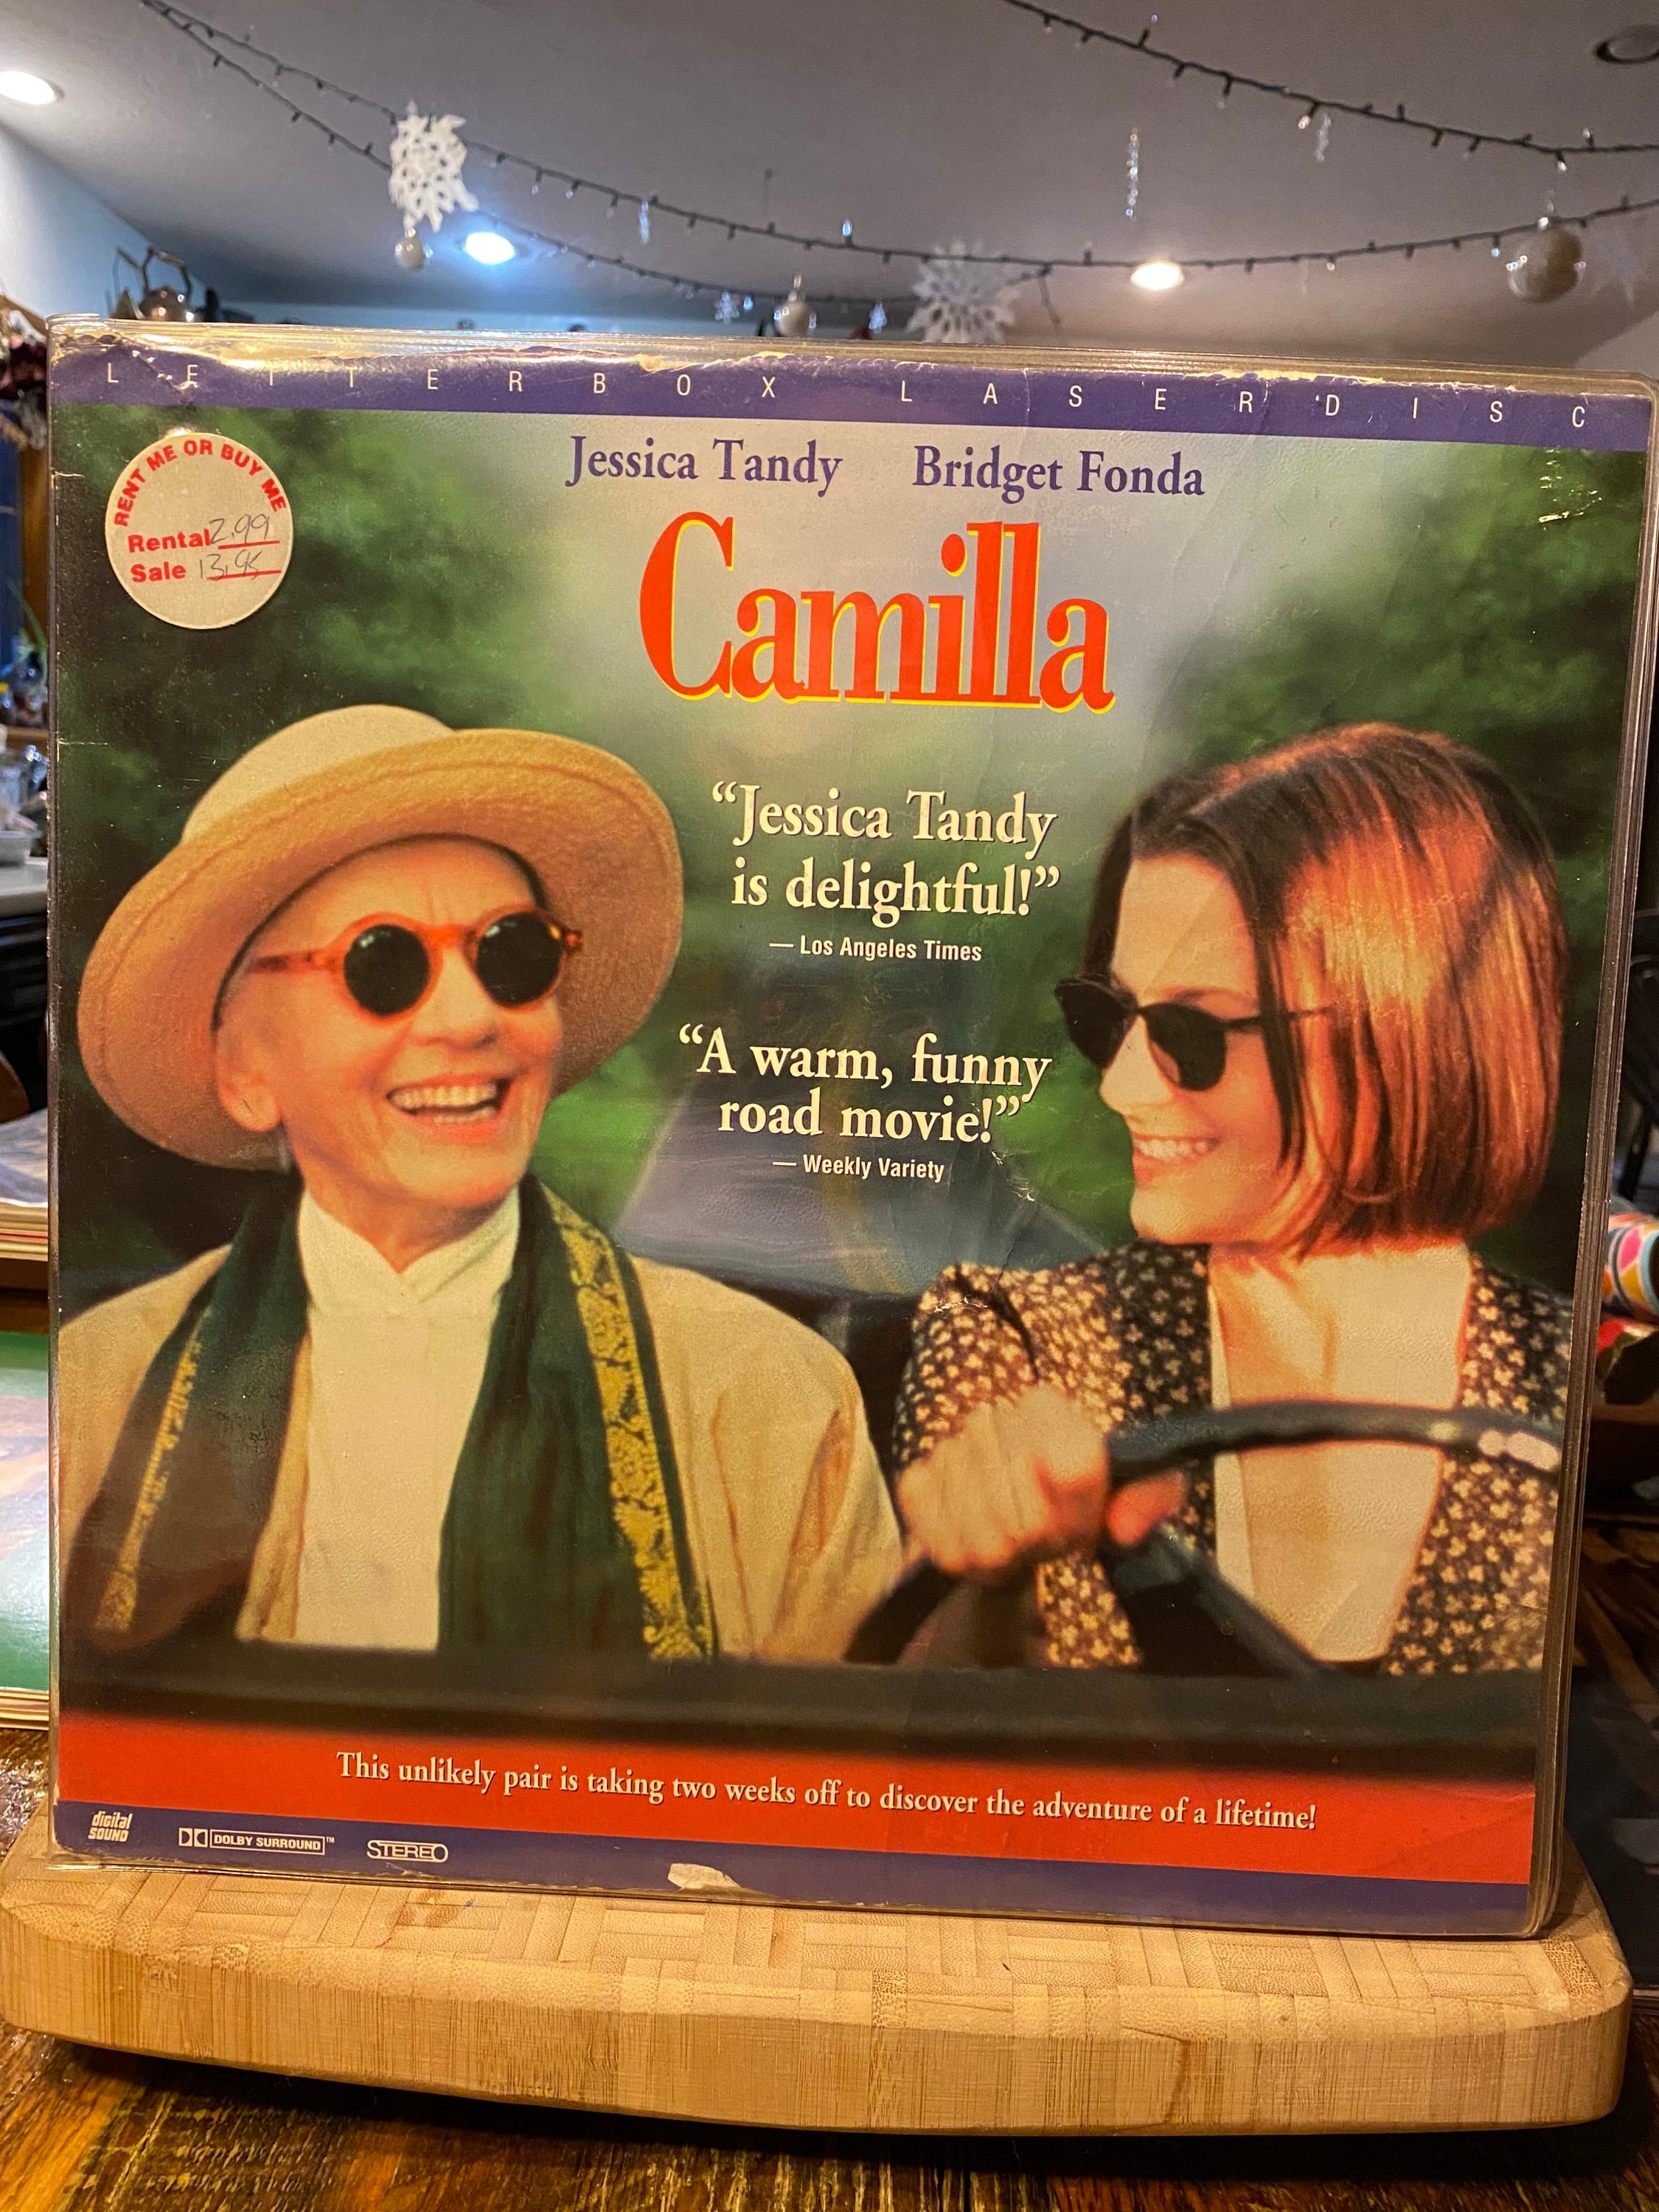 LETTERBOX LASERDISC
RENT ME OR BUY ME
Rental 2.99
Sale 13.95
Jessica Tandy Bridget Fonda
Camilla
“Jessica Tandy
is delightful!”
— Los Angeles Times
“A warm, funny
road movie!”
— Weekly Variety
This unlikely pair is taking two weeks off to discover the adventure of a lifetime!
digital
SOUND
DOLBY SURROUND™
STEREO